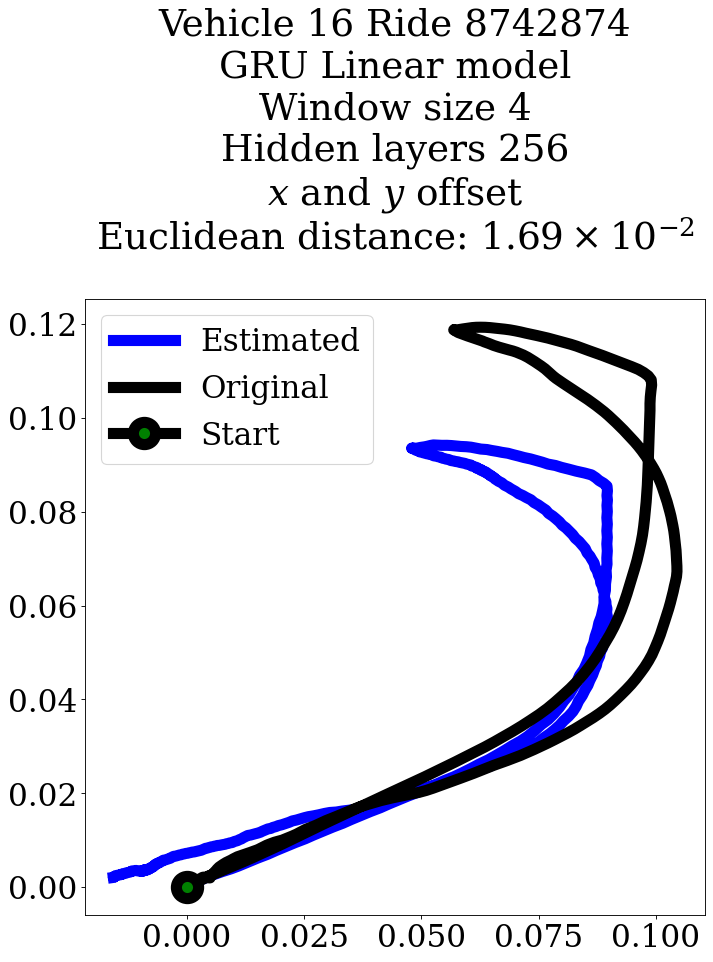 Vehicle 16 Ride 8742874
GRU Linear model
Window size 4
Hidden layers 256
x and y offset
Euclidean distance: 1.69 × 10⁻²
Estimated
Original
Start
0.12
0.10
0.08
0.06
0.04
0.02
0.00
0.000 0.025 0.050 0.075 0.100